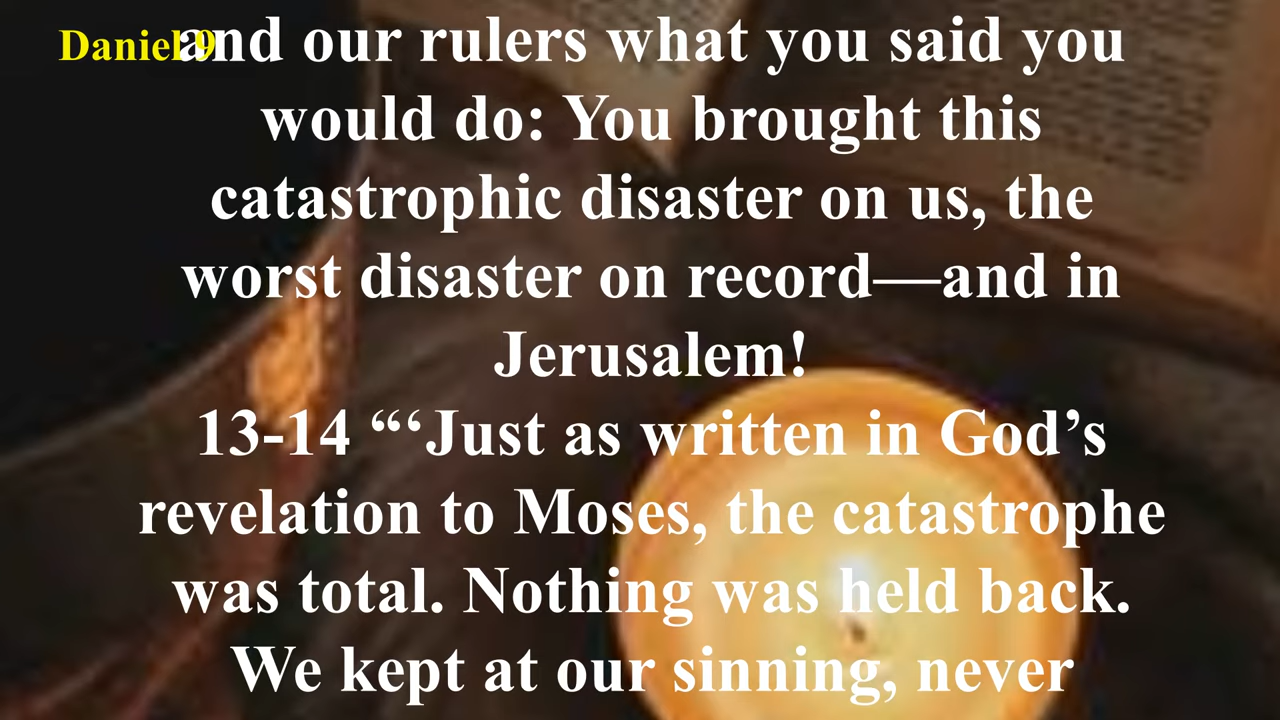 Daniel 9
and our rulers what you said you
would do: You brought this
catastrophic disaster on us, the
worst disaster on record—and in
Jerusalem!
13-14 “‘Just as written in God’s
revelation to Moses, the catastrophe
was total. Nothing was held back.
We kept at our sinning, never